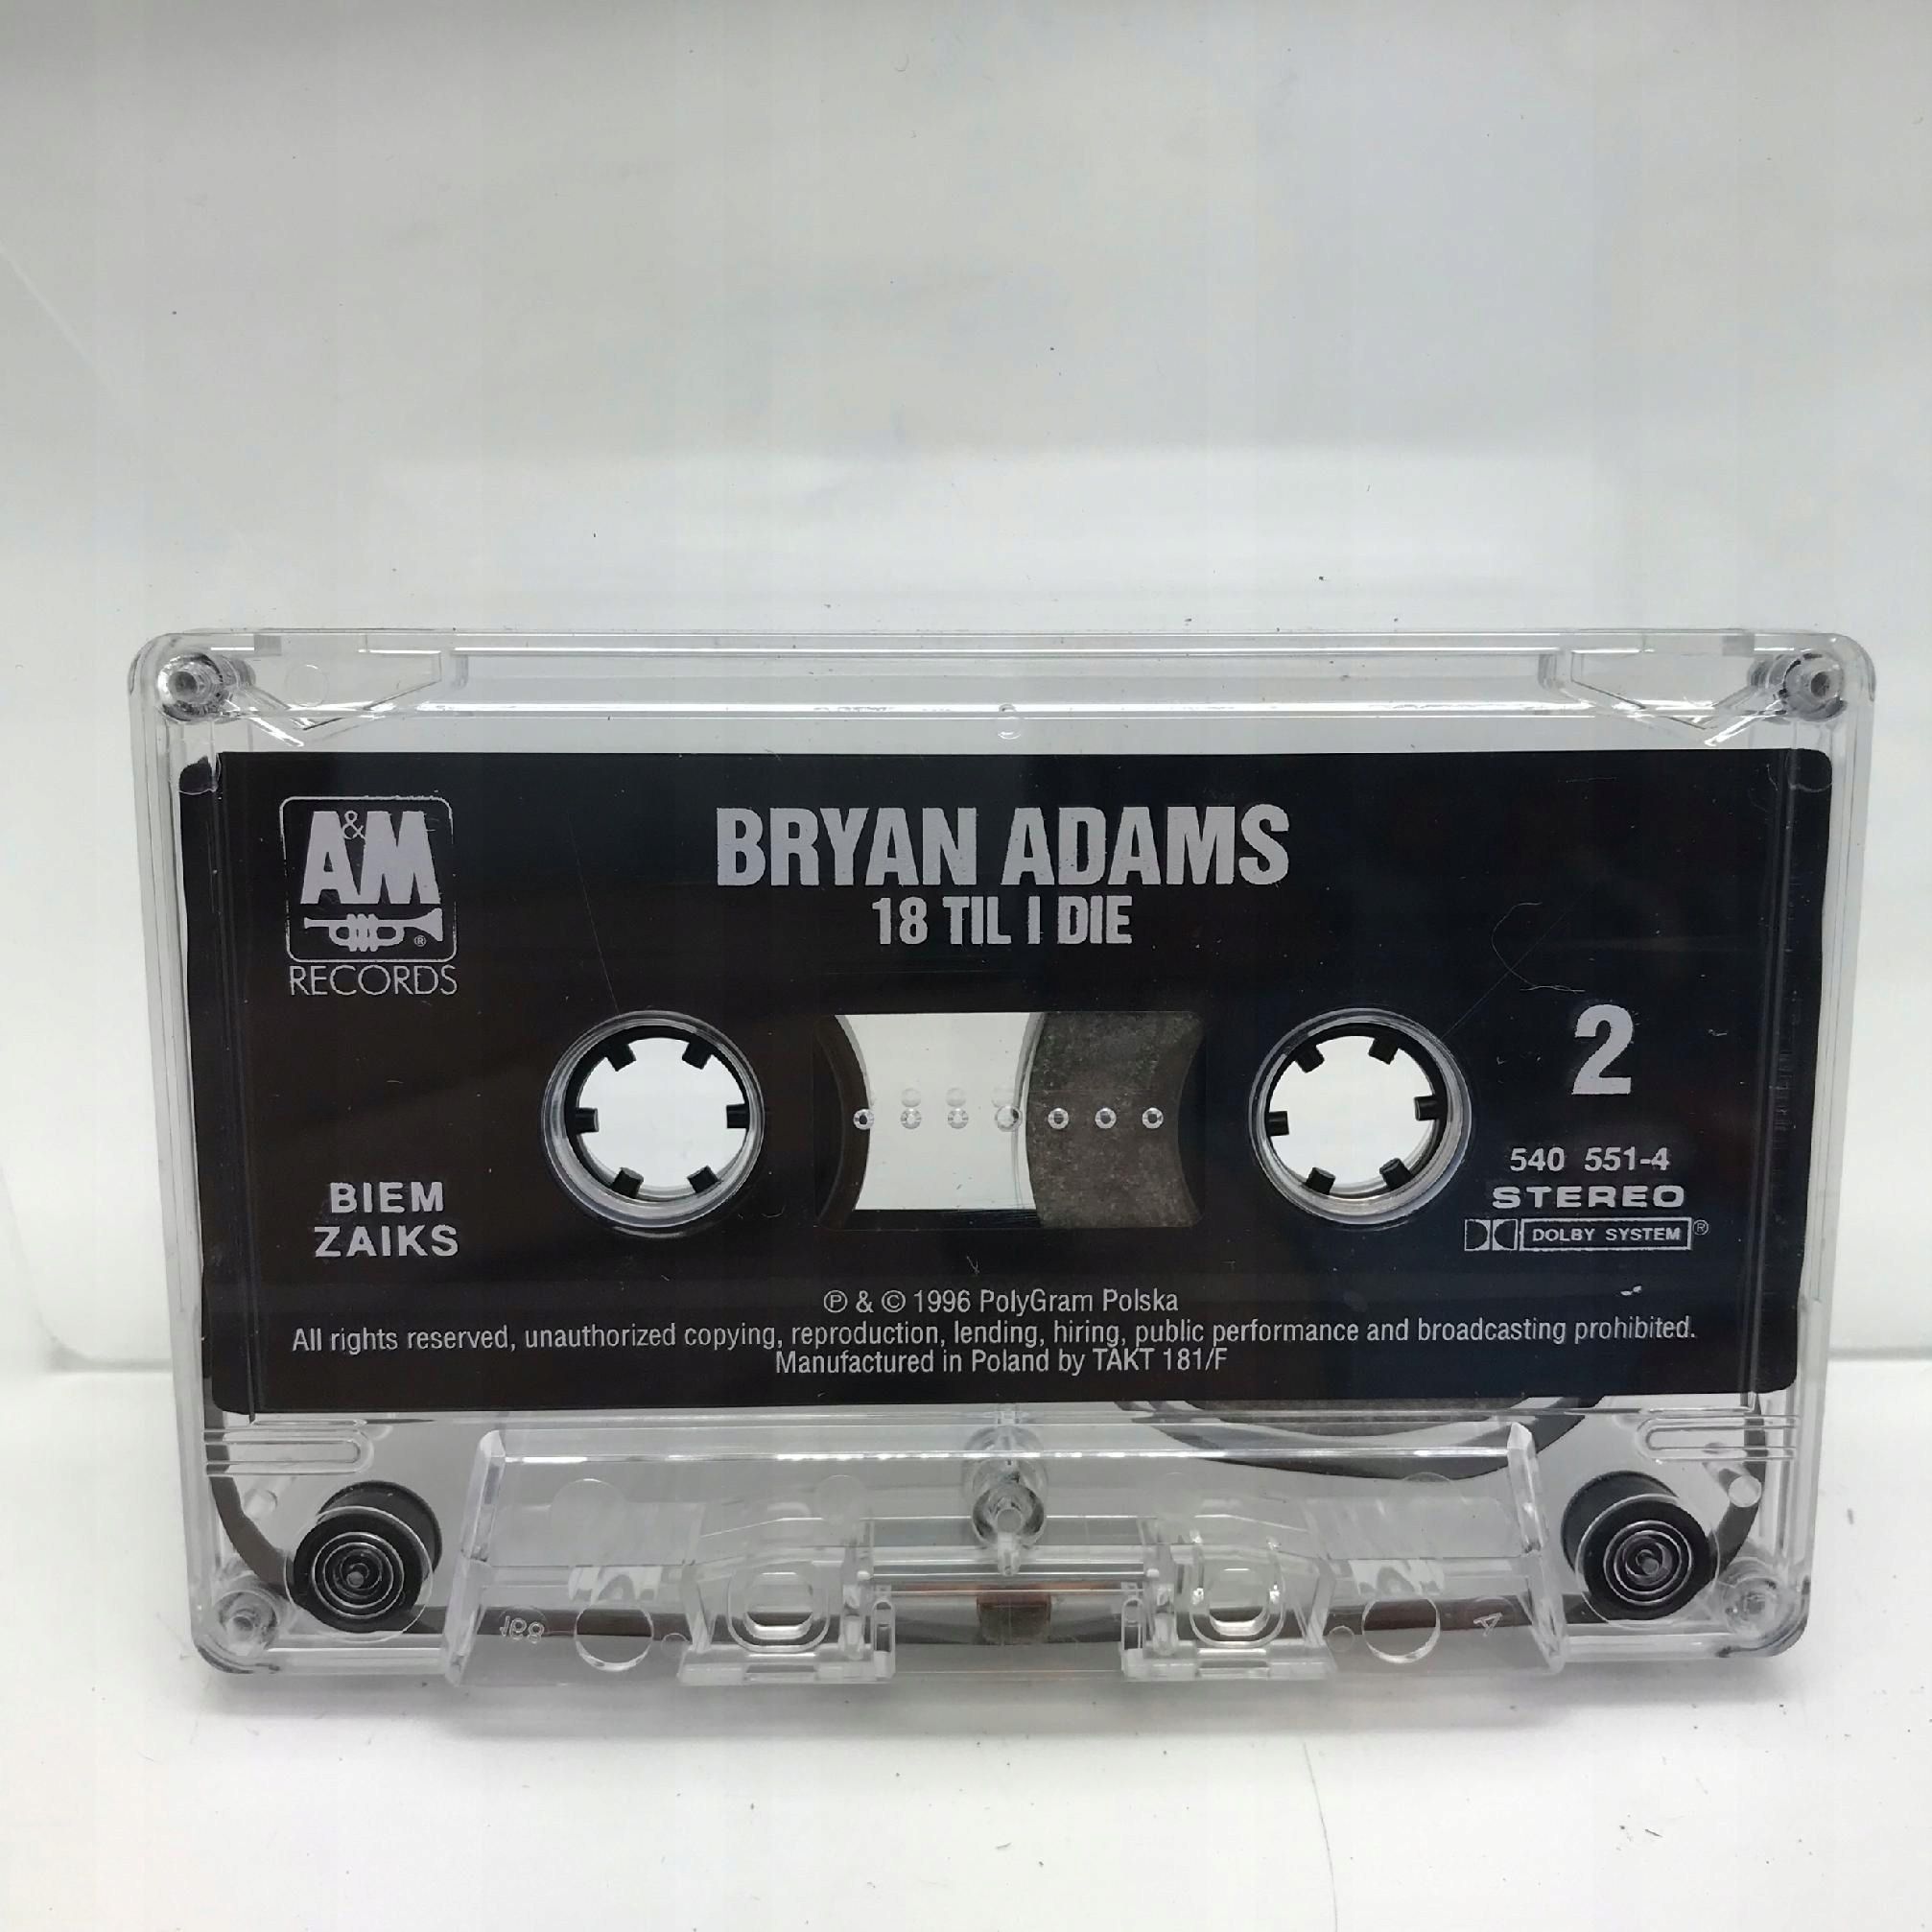 A&M
®
RECORDS
BRYAN ADAMS
18 TIL I DIE
2
BIEM
ZAIKS
540 551-4
STEREO
DOLBY SYSTEM®
℗ & © 1996 PolyGram Polska
All rights reserved, unauthorized copying, reproduction, lending, hiring, public performance and broadcasting prohibited.
Manufactured in Poland by TAKT 181/F